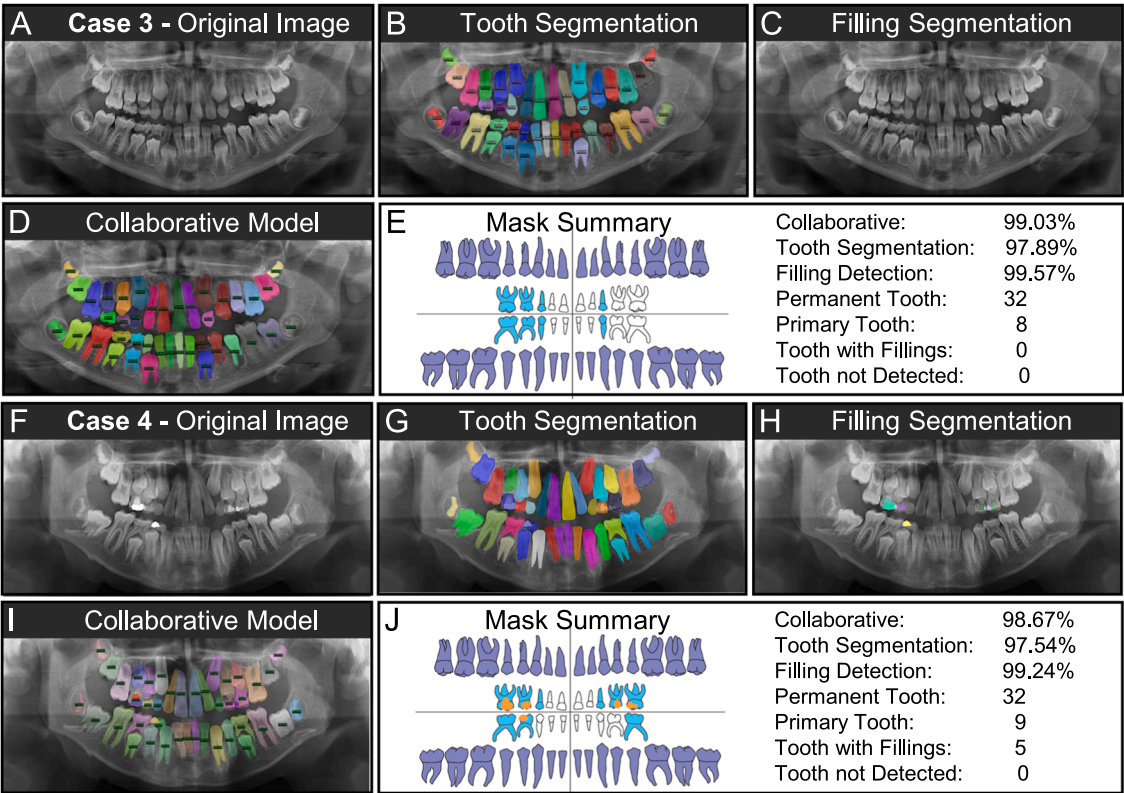 A Case 3 - Original Image
B Tooth Segmentation
C Filling Segmentation
D Collaborative Model
E Mask Summary
Collaborative: 99.03%
Tooth Segmentation: 97.89%
Filling Detection: 99.57%
Permanent Tooth: 32
Primary Tooth: 8
Tooth with Fillings: 0
Tooth not Detected: 0
F Case 4 - Original Image
G Tooth Segmentation
H Filling Segmentation
I Collaborative Model
J Mask Summary
Collaborative: 98.67%
Tooth Segmentation: 97.54%
Filling Detection: 99.24%
Permanent Tooth: 32
Primary Tooth: 9
Tooth with Fillings: 5
Tooth not Detected: 0